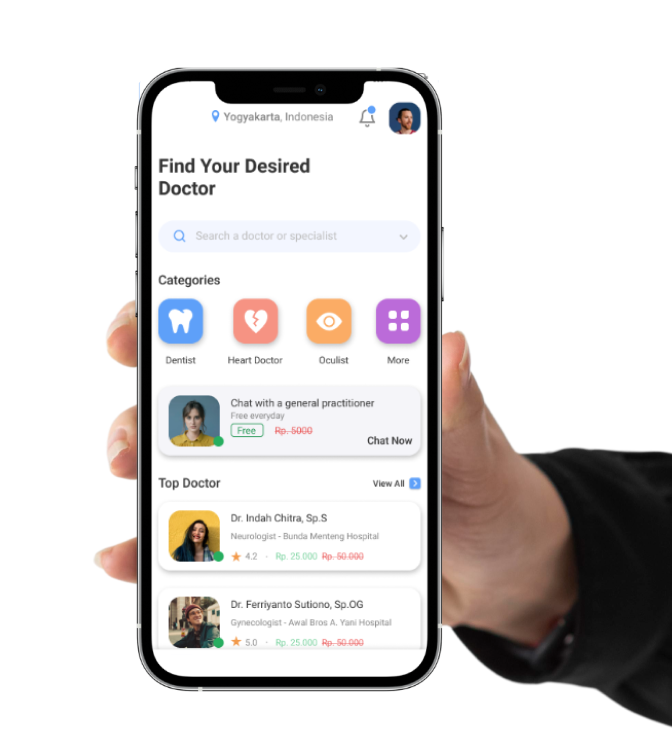 Yogyakarta, Indonesia
Find Your Desired
Doctor
Search a doctor or specialist
Categories
Dentist
Heart Doctor
Oculist
More
Chat with a general practitioner
Free everyday
Free Rp. 5000
Chat Now
Top Doctor
View All
Dr. Indah Chitra, Sp.S
Neurologist - Bunda Menteng Hospital
4.2 - Rp. 25.000 Rp. 50.000
Dr. Ferriyanto Sutiono, Sp.OG
Gynecologist - Awal Bros A. Yani Hospital
5.0 - Rp. 25.000 Rp. 50.000